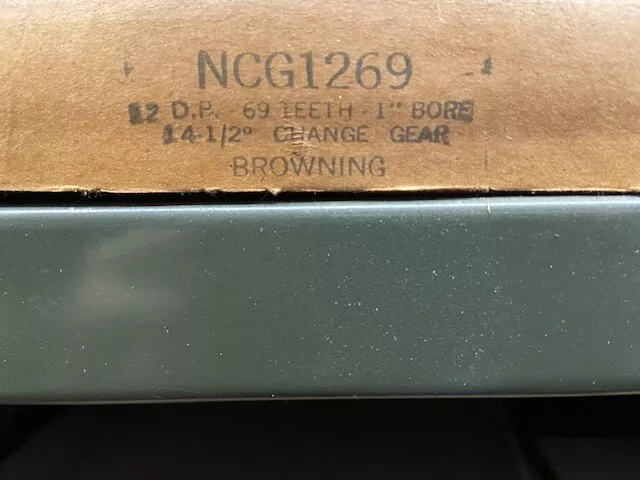 NCG1269
12 D.P. - 69 TEETH - 1" BORE
14-1/2° CHANGE GEAR
BROWNING